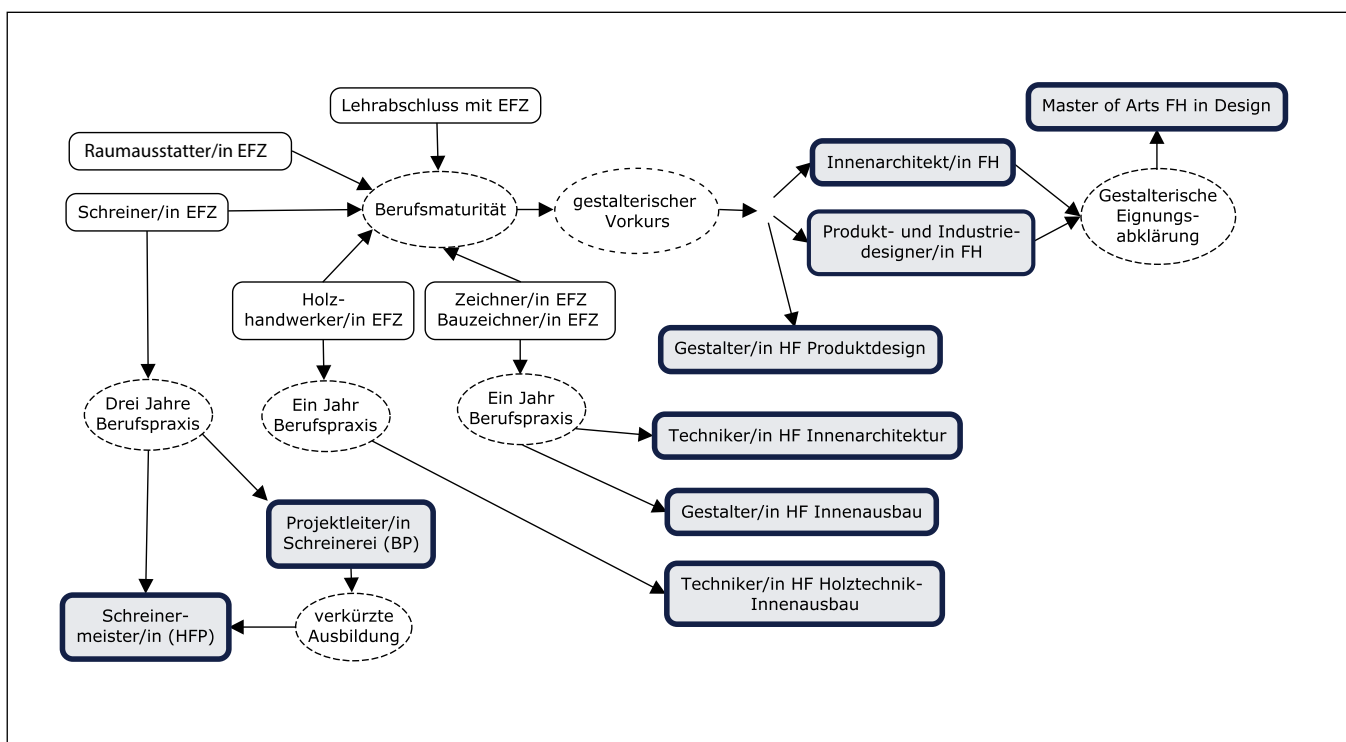 Lehrabschluss mit EFZ
Master of Arts FH in Design
Raumausstatter/in EFZ
Innenarchitekt/in FH
Schreiner/in EFZ
Berufsmaturität
gestalterischer
Vorkurs
Gestalterische
Eignungs-
abklärung
Produkt- und Industrie-
designer/in FH
Holz-
handwerker/in EFZ
Zeichner/in EFZ
Bauzeichner/in EFZ
Gestalter/in HF Produktdesign
Drei Jahre
Berufspraxis
Ein Jahr
Berufspraxis
Ein Jahr
Berufspraxis
Techniker/in HF Innenarchitektur
Gestalter/in HF Innenausbau
Projektleiter/in
Schreinerei (BP)
Techniker/in HF Holztechnik-
Innenausbau
Schreiner-
meister/in (HFP)
verkürzte
Ausbildung